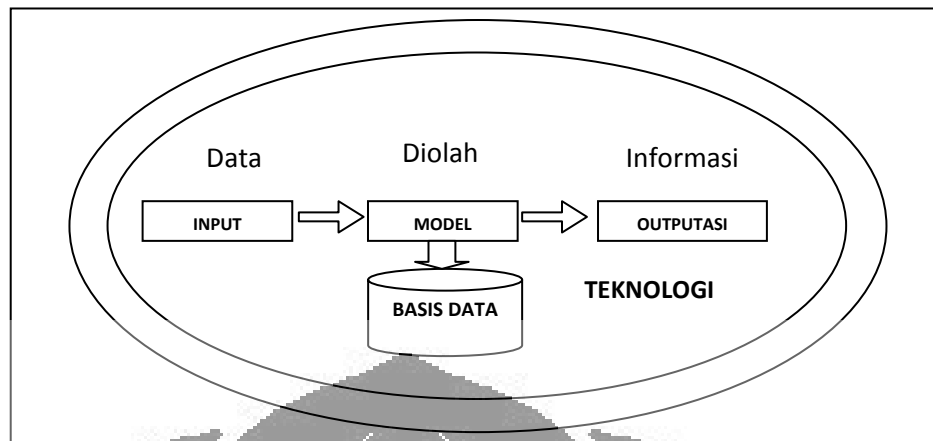 Data
Diolah
Informasi
INPUT
MODEL
OUTPUTASI
BASIS DATA
TEKNOLOGI